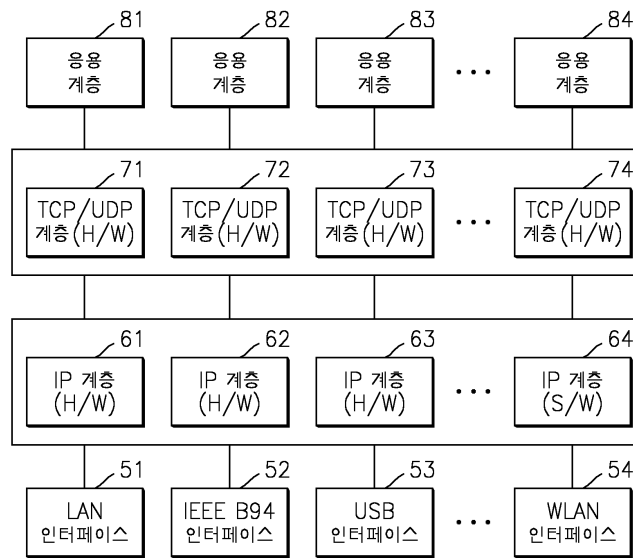 81 82 83 84
응용 응용 응용 응용
계층 계층 계층 ... 계층
71 72 73 74
TCP/UDP TCP/UDP TCP/UDP TCP/UDP
계층(H/W) 계층(H/W) 계층(H/W) ... 계층(H/W)
61 62 63 64
IP 계층 IP 계층 IP 계층 IP 계층
(H/W) (H/W) (H/W) ... (S/W)
51 52 53 54
LAN IEEE B94 USB WLAN
인터페이스 인터페이스 인터페이스 ... 인터페이스